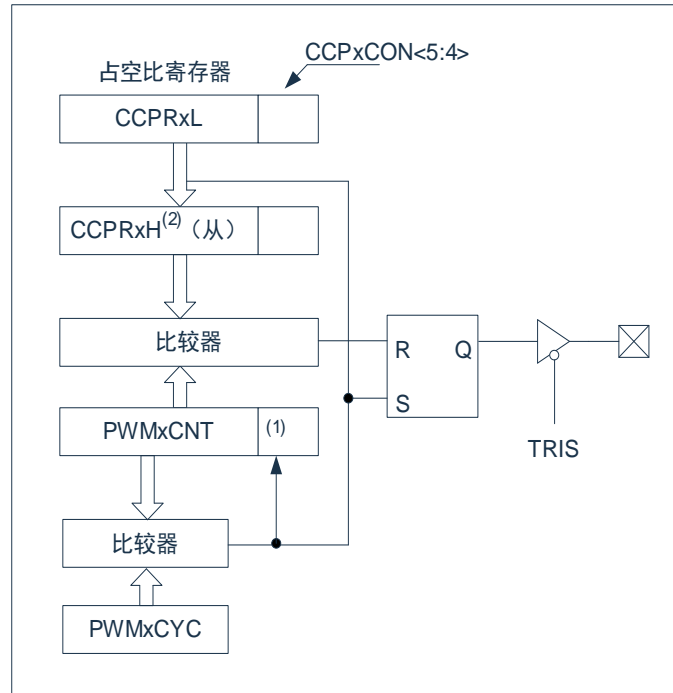 CCPxCON<5:4>
占空比寄存器
CCPRxL
CCPRxH(2)（从）
比较器
R
Q
S
PWMxCNT
(1)
TRIS
比较器
PWMxCYC